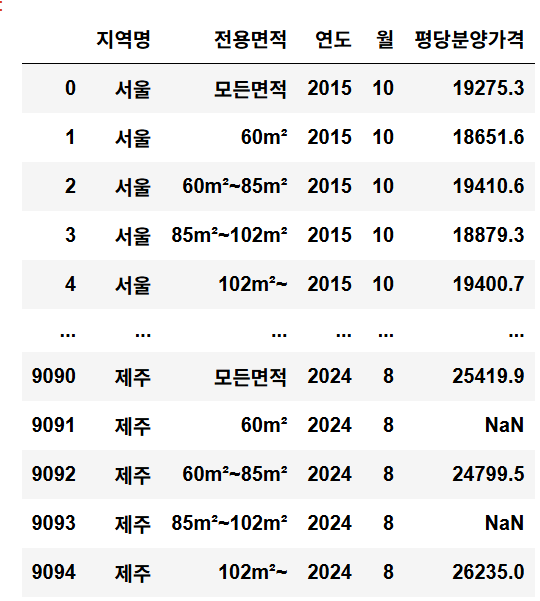 지역명 전용면적 연도 월 평당분양가격
0 서울 모든면적 2015 10 19275.3
1 서울 60m² 2015 10 18651.6
2 서울 60m²~85m² 2015 10 19410.6
3 서울 85m²~102m² 2015 10 18879.3
4 서울 102m²~ 2015 10 19400.7
... ... ... ... ... ...
9090 제주 모든면적 2024 8 25419.9
9091 제주 60m² 2024 8 NaN
9092 제주 60m²~85m² 2024 8 24799.5
9093 제주 85m²~102m² 2024 8 NaN
9094 제주 102m²~ 2024 8 26235.0